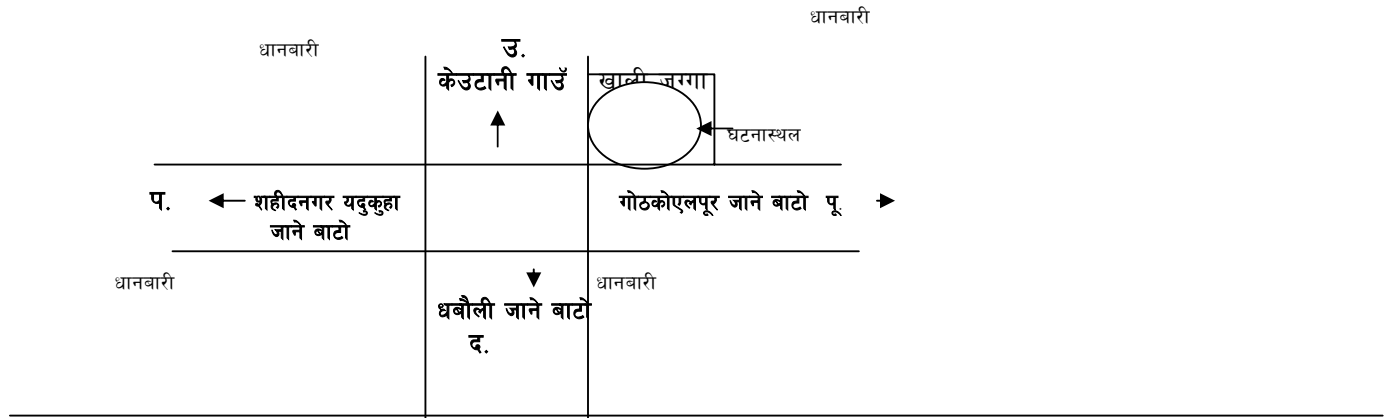 धानबारी
धानबारी
उ.
केउटानी गाउॅ
खाली जग्गा
घटनास्थल
प.
शहीदनगर यदुकुहा
जाने बाटो
गोठकोएलपूर जाने बाटो पू.
धानबारी
धानबारी
धबौली जाने बाटो
द.